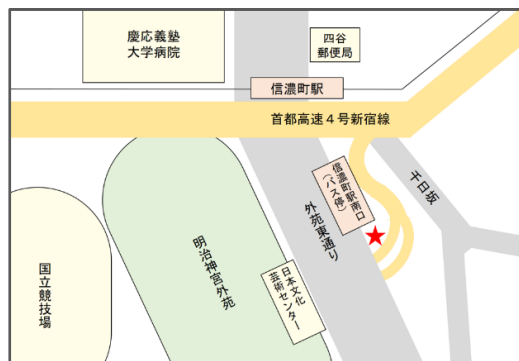 慶応義塾
大学病院
四谷
郵便局
信濃町駅
首都高速４号新宿線
信濃町駅南口
（バス停）
千日坂
外苑東通り
明治神宮外苑
日本文化
芸術センター
国立競技場